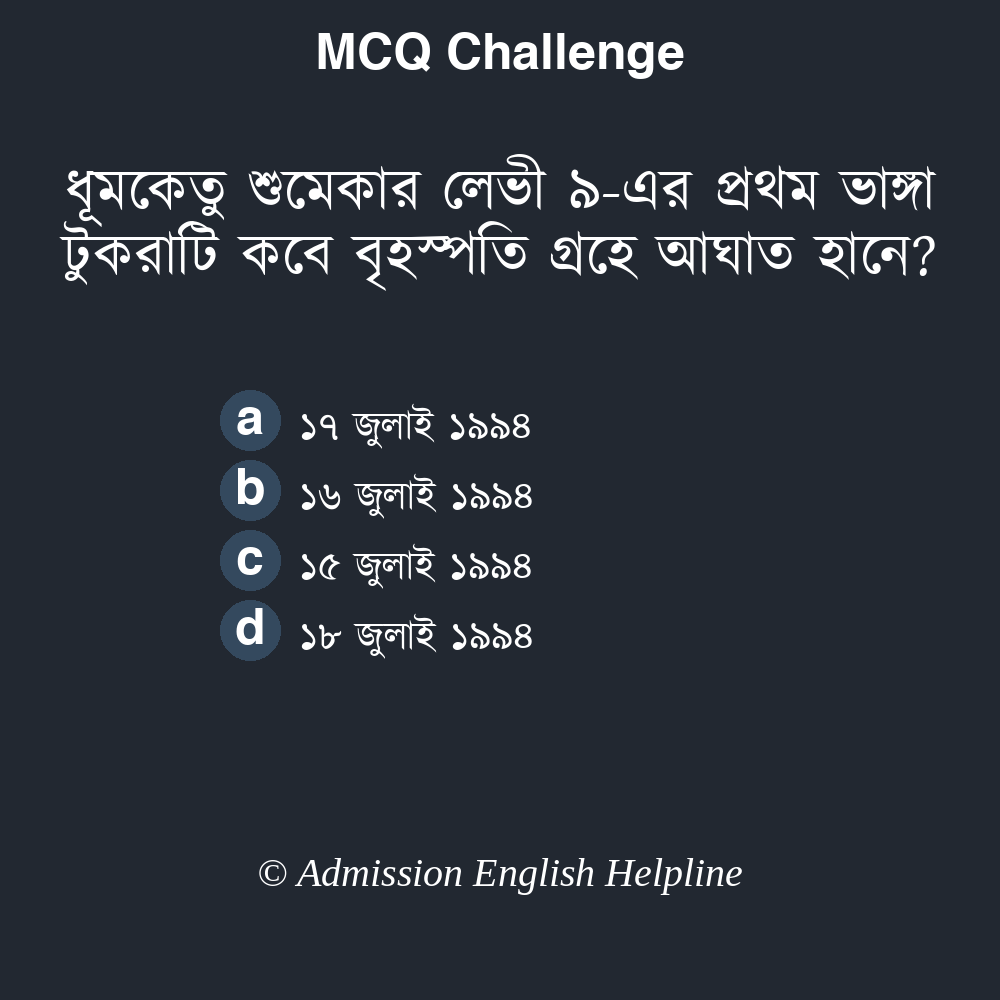 MCQ Challenge
ধূমকেতু শুমেকার লেভী ৯-এর প্রথম ভাঙ্গা
টুকরাটি কবে বৃহস্পতি গ্রহে আঘাত হানে?
a ১৭ জুলাই ১৯৯৪
b ১৬ জুলাই ১৯৯৪
c ১৫ জুলাই ১৯৯৪
d ১৮ জুলাই ১৯৯৪
© Admission English Helpline